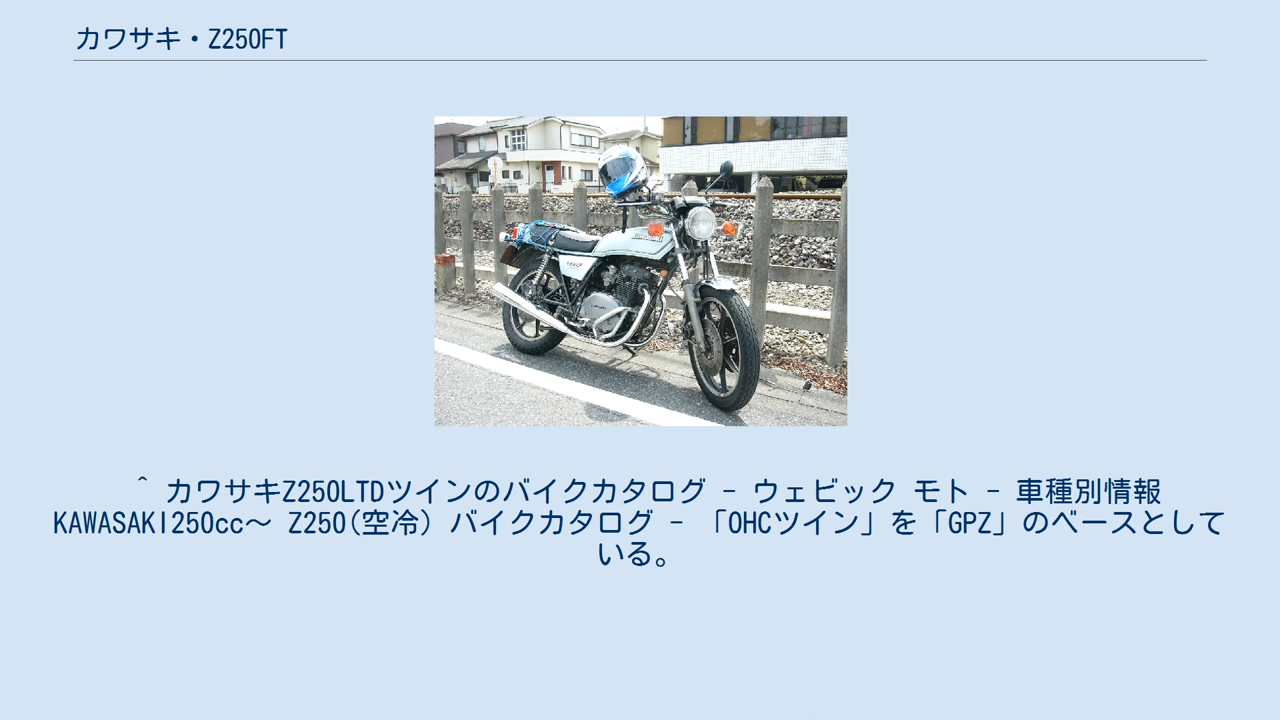 カワサキ・Z250FT
^ カワサキZ250LTDツインのバイクカタログ - ウェビック モト - 車種別情報
KAWASAKI250cc～ Z250(空冷) バイクカタログ - 「OHCツイン」を「GPZ」のベースとして
いる。